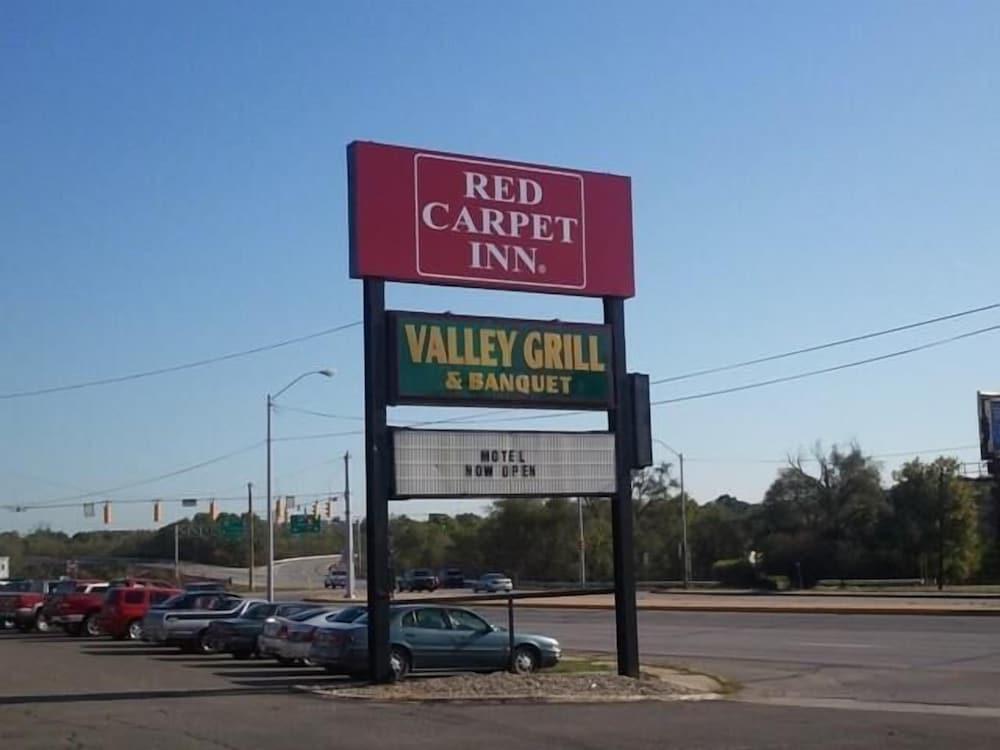 RED
CARPET
INN®
VALLEY GRILL
& BANQUET
MOTEL
NOW OPEN